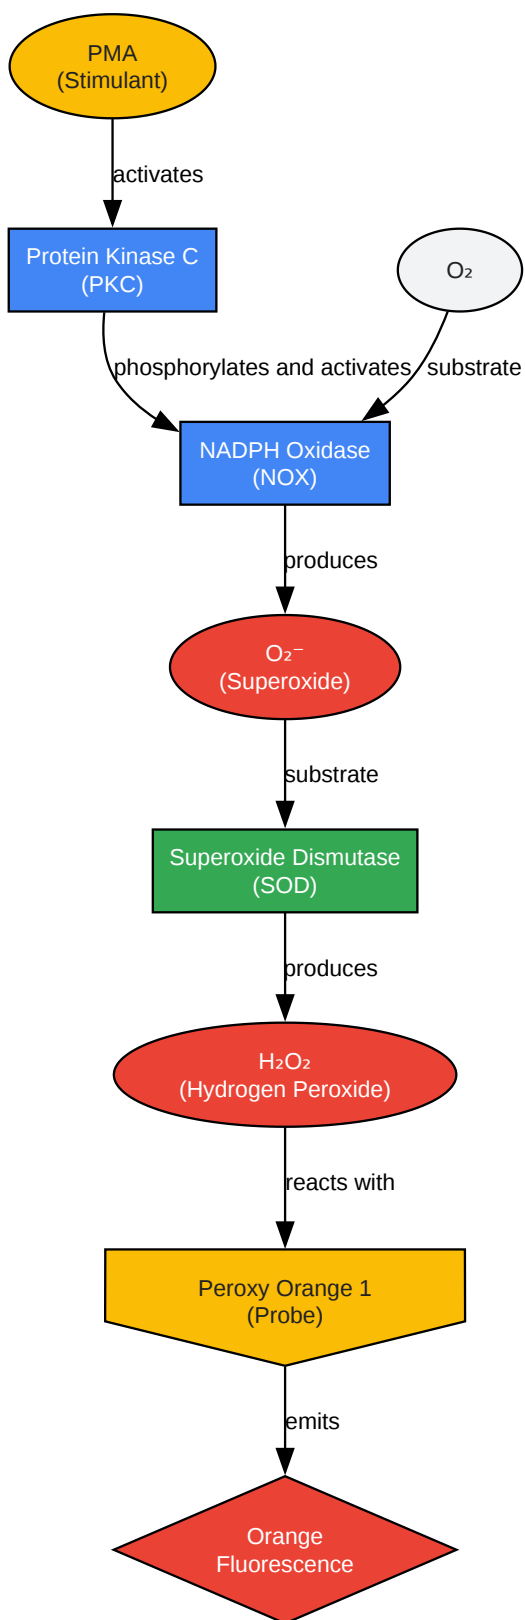 PMA
(Stimulant)
activates
Protein Kinase C
(PKC)
O₂
phosphorylates and activates
substrate
NADPH Oxidase
(NOX)
produces
O₂⁻
(Superoxide)
substrate
Superoxide Dismutase
(SOD)
produces
H₂O₂
(Hydrogen Peroxide)
reacts with
Peroxy Orange 1
(Probe)
emits
Orange
Fluorescence